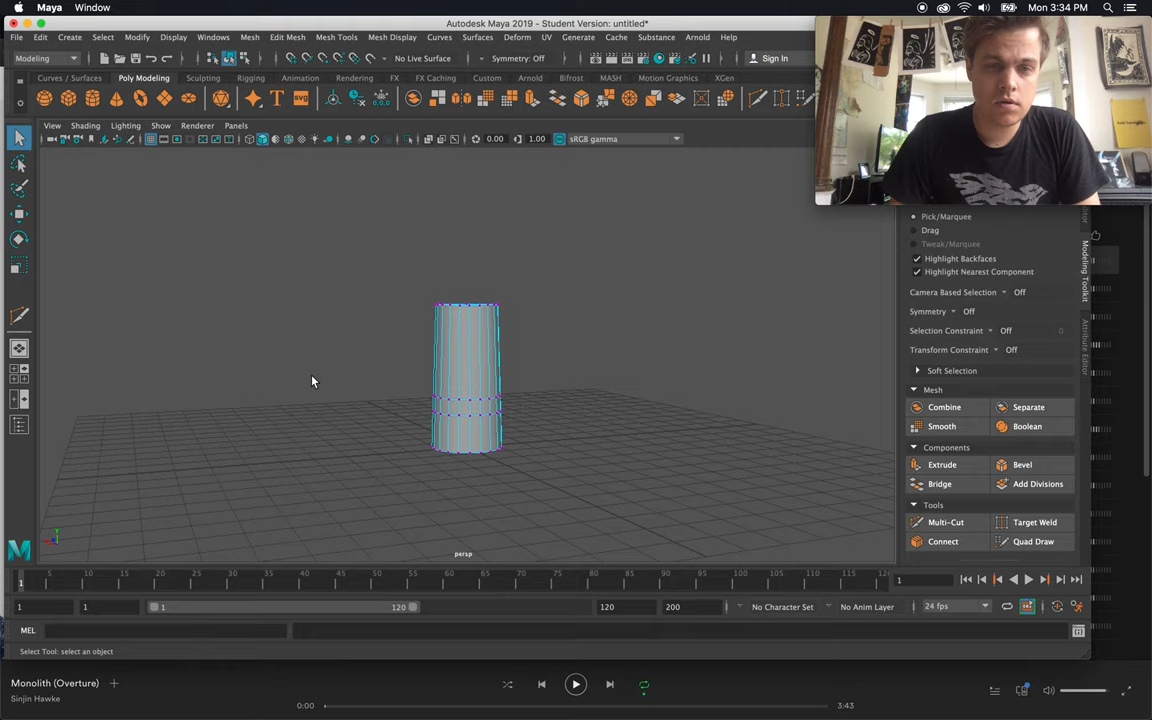 Maya Window
Mon 3:34 PM
Autodesk Maya 2019 - Student Version: untitled*
File Edit Create Select Modify Display Windows Mesh Edit Mesh Mesh Tools Mesh Display Curves Surfaces Deform UV Generate Cache Substance Arnold Help
Modeling
No Live Surface
Symmetry: Off
Sign In
Curves / Surfaces Poly Modeling Sculpting Rigging Animation Rendering FX FX Caching Custom Arnold Bifrost MASH Motion Graphics XGen
View Shading Lighting Show Renderer Panels
0.00
1.00
sRGB gamma
Pick/Marquee
Drag
Tweak/Marquee
Highlight Backfaces
Highlight Nearest Component
Camera Based Selection Off
Symmetry Off
Selection Constraint Off 0
Transform Constraint Off
Soft Selection
Mesh
Combine Separate
Smooth Boolean
Components
Extrude Bevel
Bridge Add Divisions
Tools
Multi-Cut Target Weld
Connect Quad Draw
Modeling Toolkit
Attribute Editor
persp
5 10 15 20 25 30 35 40 45 50 55 60 65 70 75 80 85 90 95 100 105 110 115
1
1
1 1 1 120 120 200 No Character Set No Anim Layer 24 fps
MEL
Select Tool: select an object
Monolith (Overture)
Sinjin Hawke
0:00
3:43